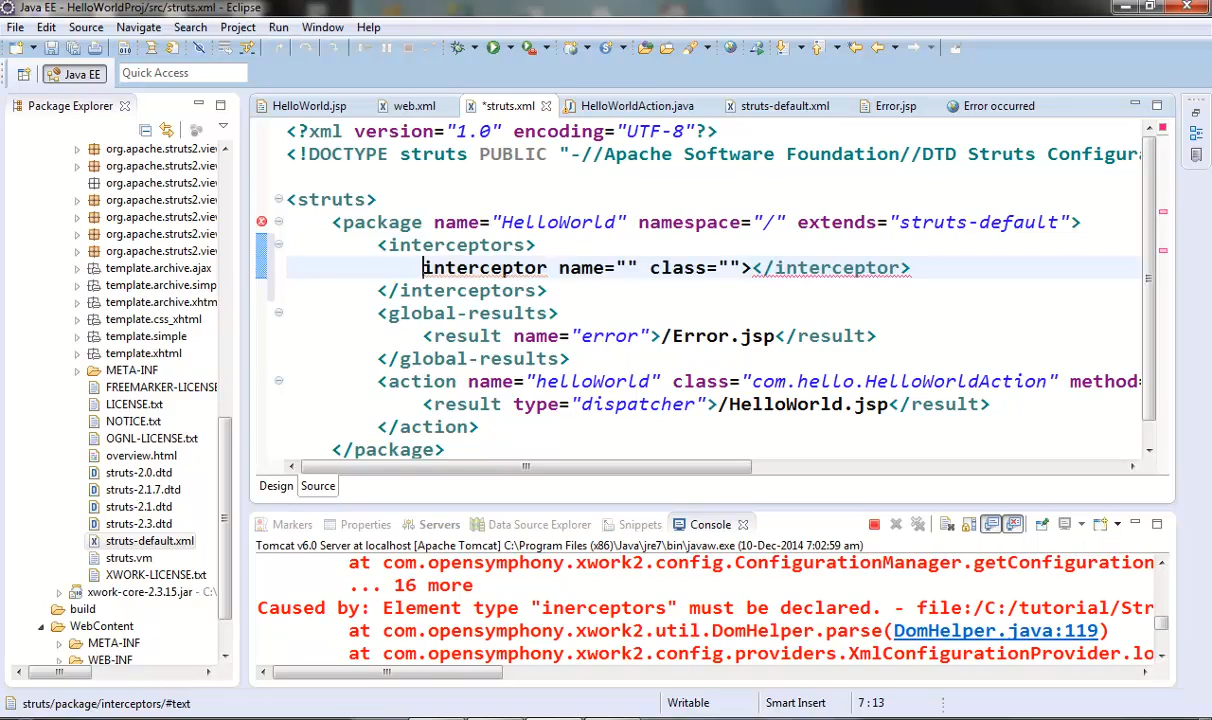 Java EE - HelloWorldProj/src/struts.xml - Eclipse
File Edit Source Navigate Search Project Run Window Help
Java EE
Quick Access
Package Explorer
HelloWorld.jsp
web.xml
*struts.xml
HelloWorldAction.java
struts-default.xml
Error.jsp
Error occurred
org.apache.struts2.vie
org.apache.struts2.vie
org.apache.struts2.vie
org.apache.struts2.vie
org.apache.struts2.vie
org.apache.struts2.vie
org.apache.struts2.vie
template.archive.ajax
template.archive.simp
template.archive.xhtm
template.css_xhtml
template.simple
template.xhtml
META-INF
FREEMARKER-LICENSE
LICENSE.txt
NOTICE.txt
OGNL-LICENSE.txt
overview.html
struts-2.0.dtd
struts-2.1.7.dtd
struts-2.1.dtd
struts-2.3.dtd
struts-default.xml
struts.vm
XWORK-LICENSE.txt
xwork-core-2.3.15.jar - C:\
build
WebContent
META-INF
WEB-INF
<?xml version="1.0" encoding="UTF-8"?>
<!DOCTYPE struts PUBLIC "-//Apache Software Foundation//DTD Struts Configur
<struts>
<package name="HelloWorld" namespace="/" extends="struts-default">
<interceptors>
interceptor name="" class=""></interceptor>
</interceptors>
<global-results>
<result name="error">/Error.jsp</result>
</global-results>
<action name="helloWorld" class="com.hello.HelloWorldAction" method=
<result type="dispatcher">/HelloWorld.jsp</result>
</action>
</package>
Design Source
Markers Properties Servers Data Source Explorer Snippets Console
Tomcat v6.0 Server at localhost [Apache Tomcat] C:\Program Files (x86)\Java\jre7\bin\javaw.exe (10-Dec-2014 7:02:59 am)
at com.opensymphony.xwork2.config.ConfigurationManager.getConfiguration
... 16 more
Caused by: Element type "inerceptors" must be declared. - file:/C:/tutorial/Str
at com.opensymphony.xwork2.util.DomHelper.parse(DomHelper.java:119)
at com.opensymphony.xwork2.config.providers.XmlConfigurationProvider.lo
struts/package/interceptors/#text
Writable
Smart Insert
7 : 13